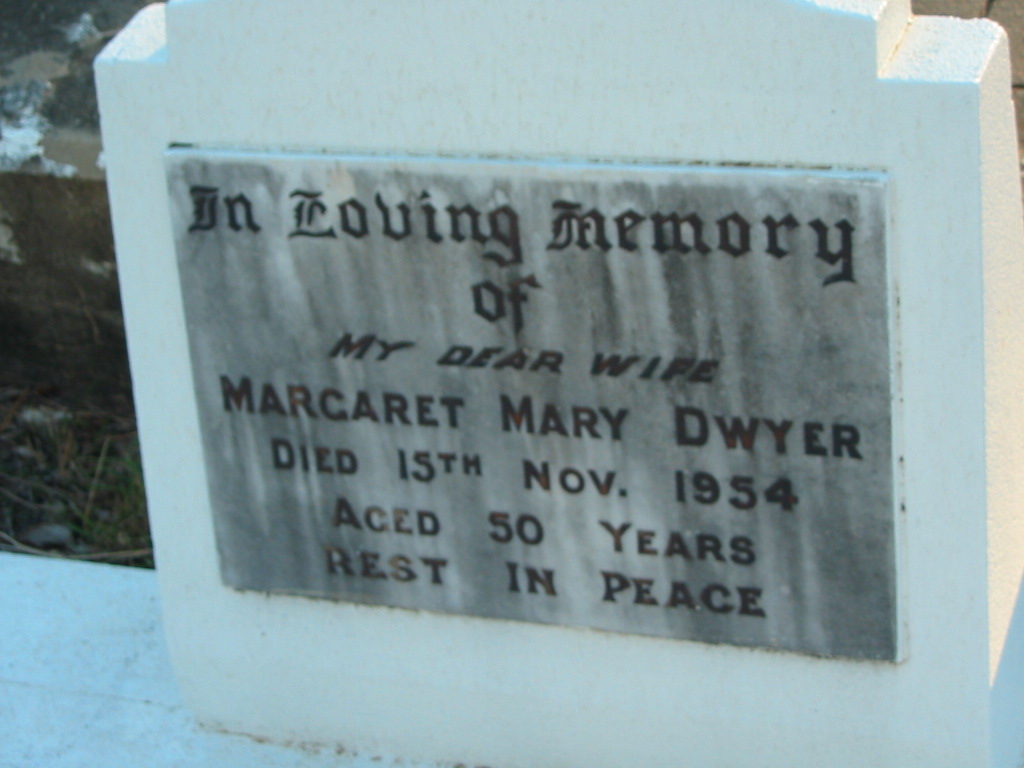 In Loving Memory
of
MY DEAR WIFE
MARGARET MARY DWYER
DIED 15TH NOV. 1954
AGED 50 YEARS
REST IN PEACE